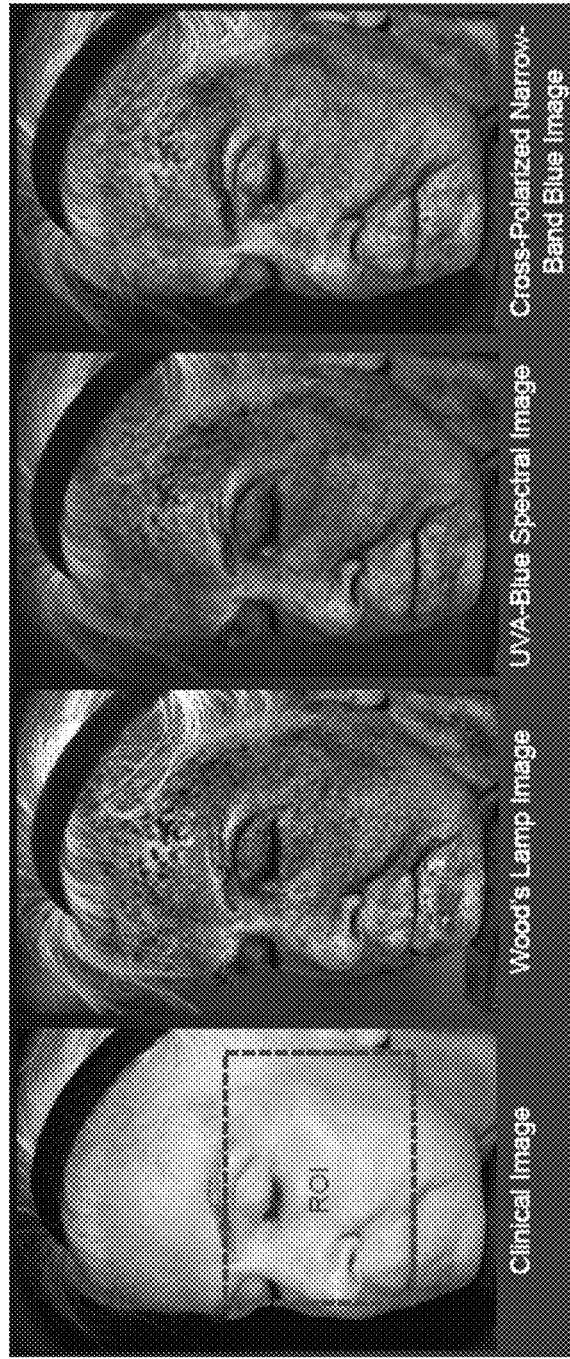 Clinical Image
ROI
Wood's Lamp Image
UVA-Blue Spectral Image
Cross-Polarized Narrow-
Band Blue Image